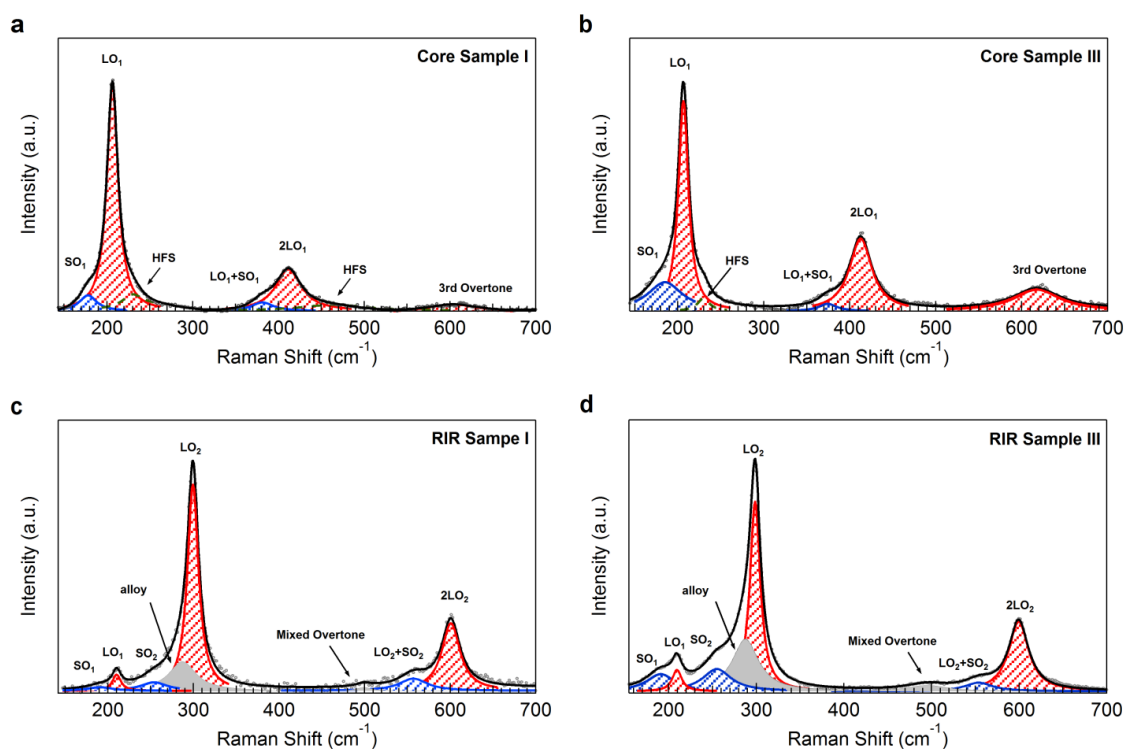 a
Core Sample I
LO₁
SO₁
HFS
LO₁+SO₁
2LO₁
HFS
3rd Overtone
Intensity (a.u.)
200 300 400 500 600 700
Raman Shift (cm⁻¹)
b
Core Sample III
LO₁
SO₁
HFS
LO₁+SO₁
2LO₁
3rd Overtone
Intensity (a.u.)
200 300 400 500 600 700
Raman Shift (cm⁻¹)
c
RIR Sampe I
LO₂
alloy
SO₁
LO₁
SO₂
Mixed Overtone
LO₂+SO₂
2LO₂
Intensity (a.u.)
200 300 400 500 600 700
Raman Shift (cm⁻¹)
d
RIR Sample III
LO₂
alloy
SO₁
LO₁
SO₂
Mixed Overtone
LO₂+SO₂
2LO₂
Intensity (a.u.)
200 300 400 500 600 700
Raman Shift (cm⁻¹)